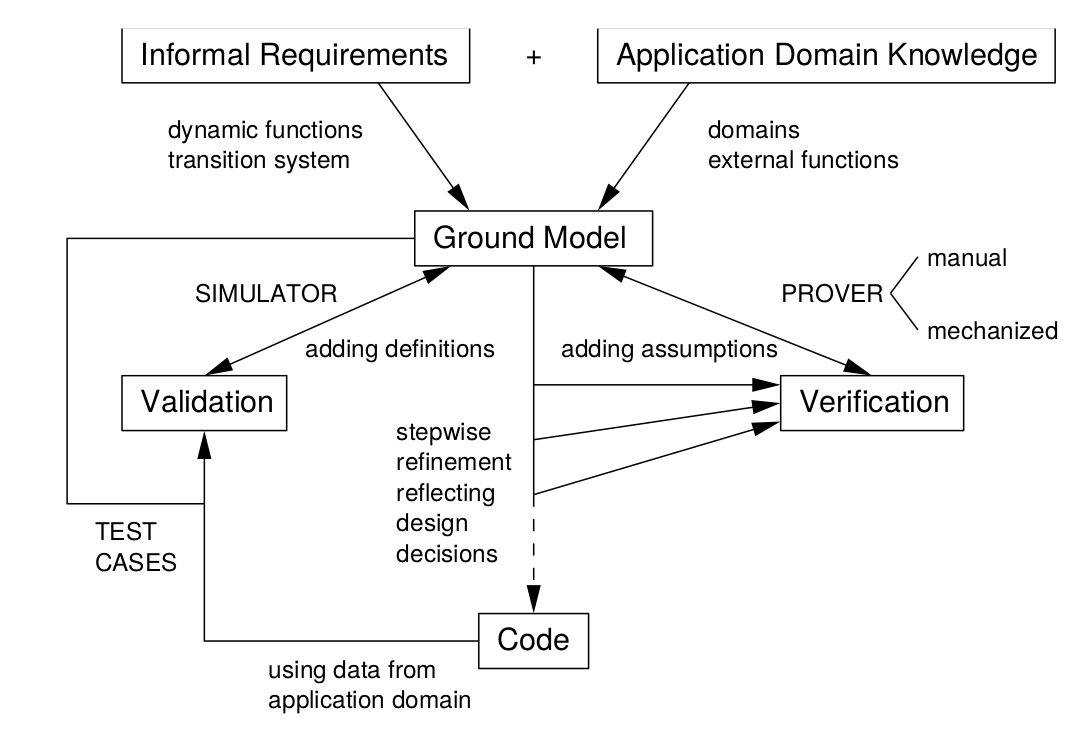 Informal Requirements + Application Domain Knowledge
dynamic functions
transition system
domains
external functions
Ground Model
manual
SIMULATOR
PROVER
mechanized
adding definitions
adding assumptions
Validation
Verification
stepwise
refinement
reflecting
design
decisions
TEST
CASES
Code
using data from
application domain